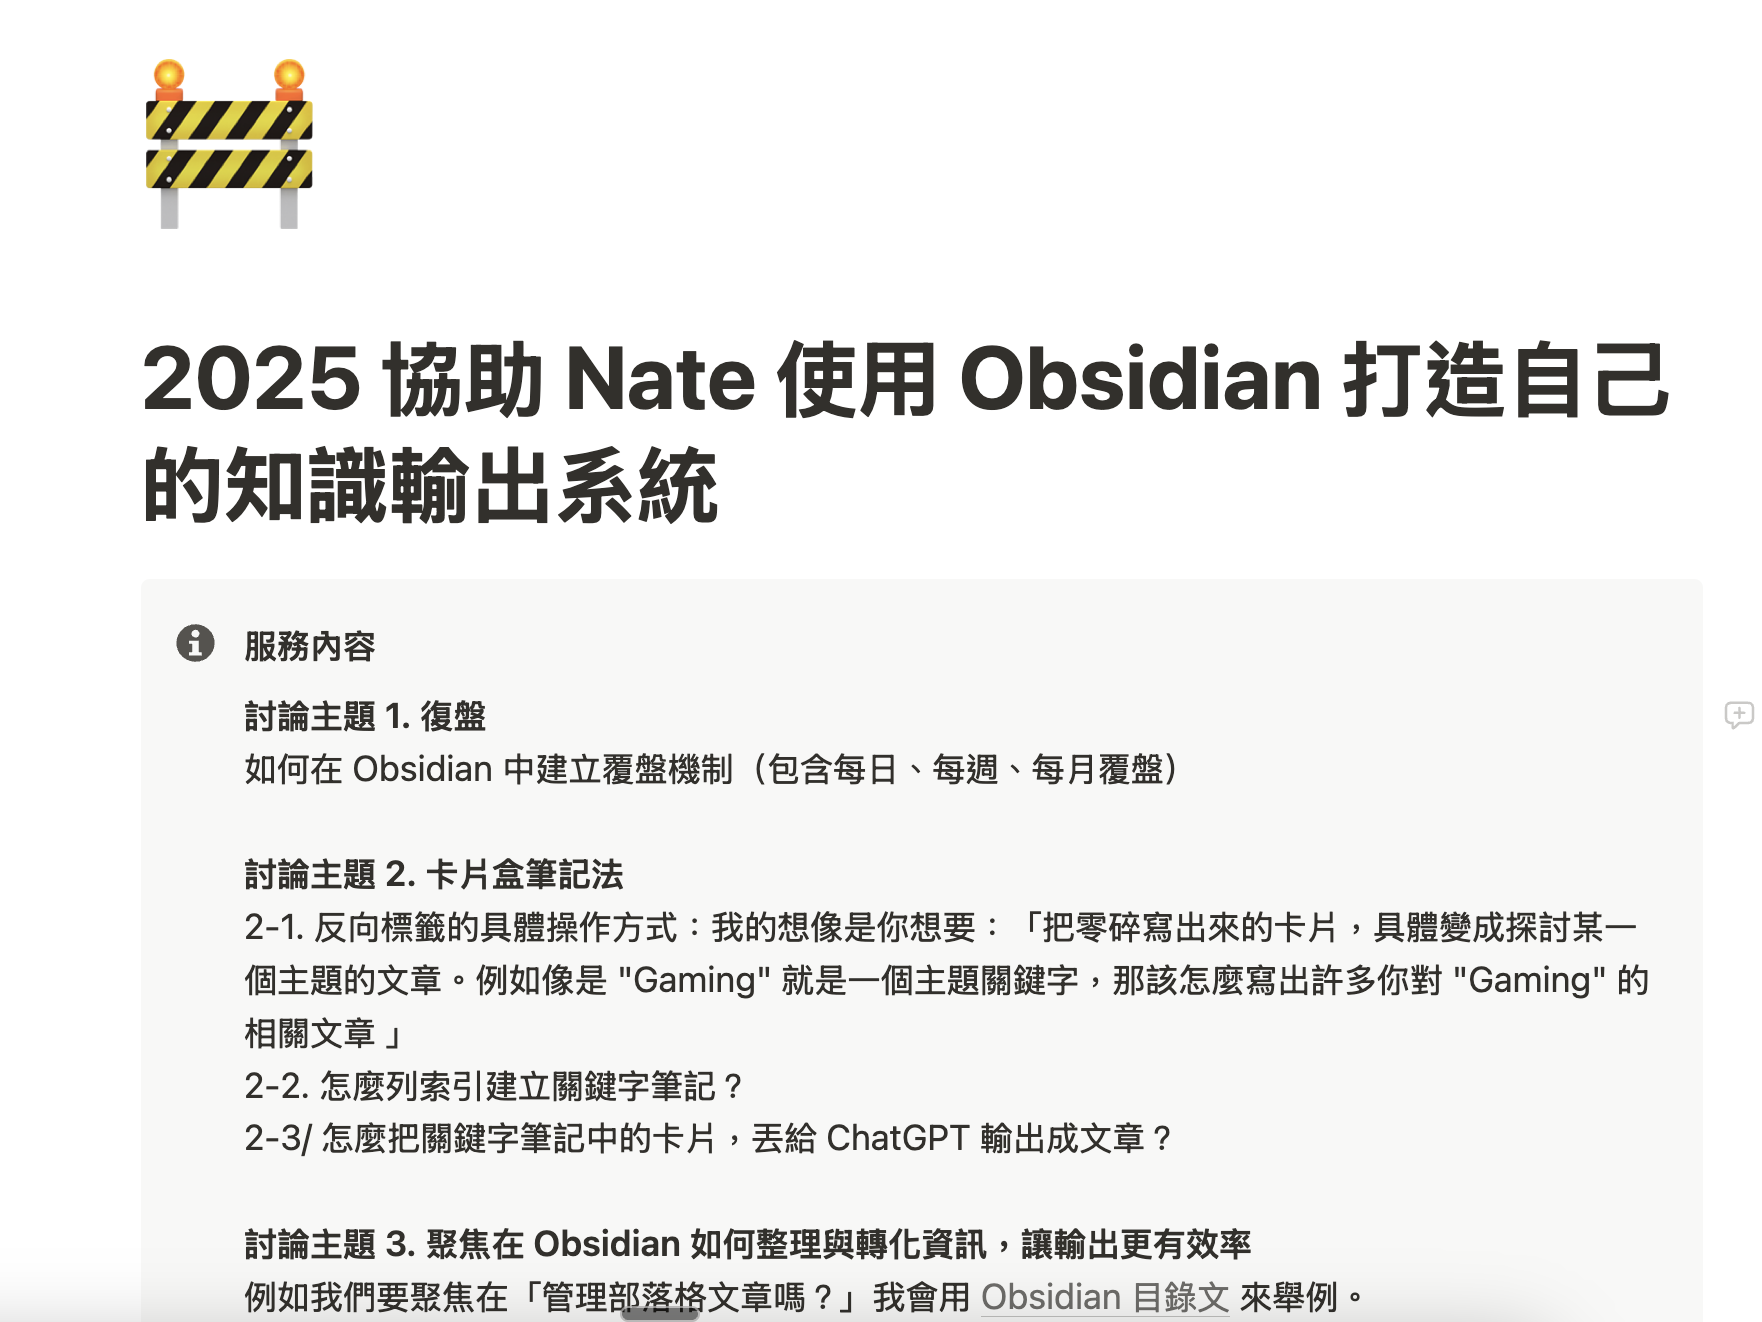 2025 協助 Nate 使用 Obsidian 打造自己
的知識輸出系統
服務內容
討論主題 1. 復盤
如何在 Obsidian 中建立覆盤機制（包含每日、每週、每月覆盤）
討論主題 2. 卡片盒筆記法
2-1. 反向標籤的具體操作方式：我的想像是你想要：「把零碎寫出來的卡片，具體變成探討某一
個主題的文章。例如像是 "Gaming" 就是一個主題關鍵字，那該怎麼寫出許多你對 "Gaming" 的
相關文章 」
2-2. 怎麼列索引建立關鍵字筆記？
2-3/ 怎麼把關鍵字筆記中的卡片，丟給 ChatGPT 輸出成文章？
討論主題 3. 聚焦在 Obsidian 如何整理與轉化資訊，讓輸出更有效率
例如我們要聚焦在「管理部落格文章嗎？」我會用 Obsidian 目錄文 來舉例。